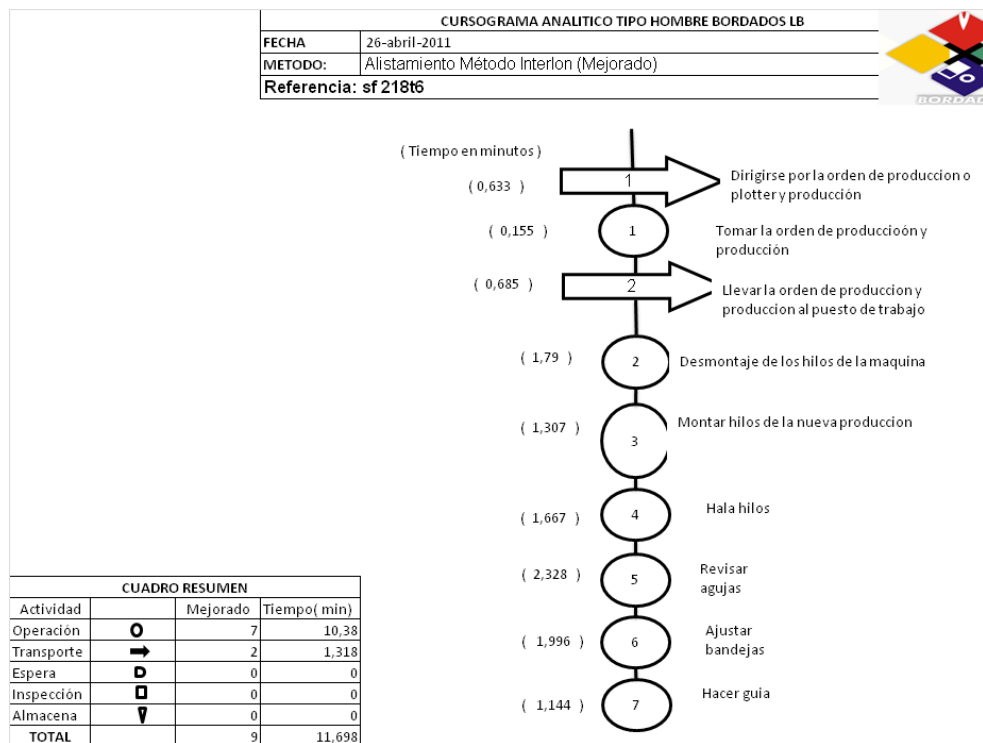 CURSOGRAMA ANALITICO TIPO HOMBRE BORDADOS LB
FECHA 26-abril-2011
METODO: Alistamiento Método Interlon (Mejorado)
Referencia: sf 218t6
BORDAD
( Tiempo en minutos )
( 0,633 ) 1 Dirigirse por la orden de produccion o
plotter y producción
( 0,155 ) 1 Tomar la orden de produccioón y
producción
( 0,685 ) 2 Llevar la orden de produccion y
produccion al puesto de trabajo
( 1,79 ) 2 Desmontaje de los hilos de la maquina
( 1,307 ) 3 Montar hilos de la nueva produccion
( 1,667 ) 4 Hala hilos
( 2,328 ) 5 Revisar
agujas
( 1,996 ) 6 Ajustar
bandejas
( 1,144 ) 7 Hacer guia
CUADRO RESUMEN
Actividad Mejorado Tiempo( min)
Operación 7 10,38
Transporte 2 1,318
Espera D 0 0
Inspección 0 0
Almacena 0 0
TOTAL 9 11,698